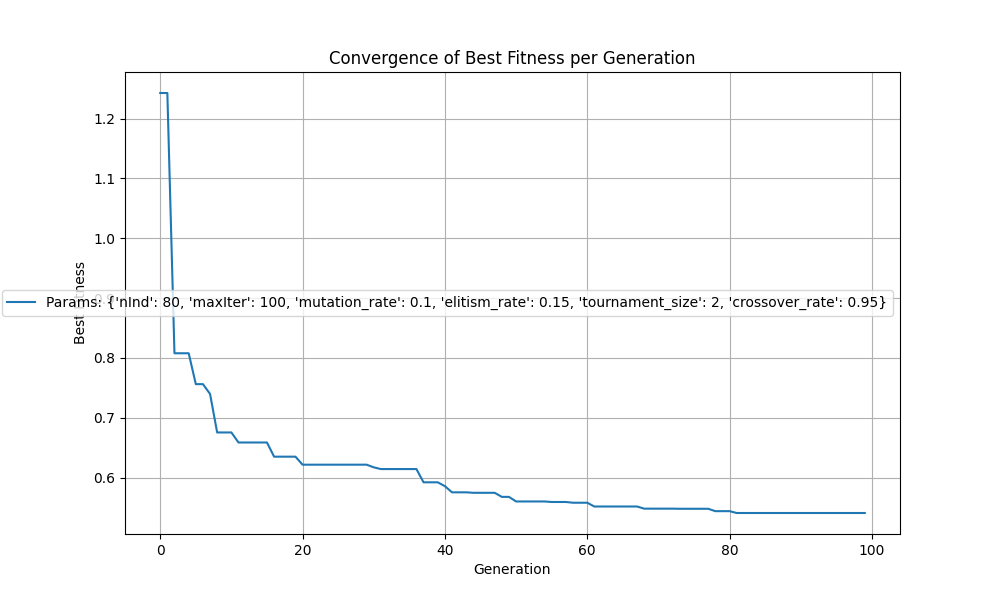 Convergence of Best Fitness per Generation
1.2
1.1
1.0
Params: {'nInd': 80, 'maxIter': 100, 'mutation_rate': 0.1, 'elitism_rate': 0.15, 'tournament_size': 2, 'crossover_rate': 0.95}
0.8
0.7
0.6
0 20 40 60 80 100
Generation